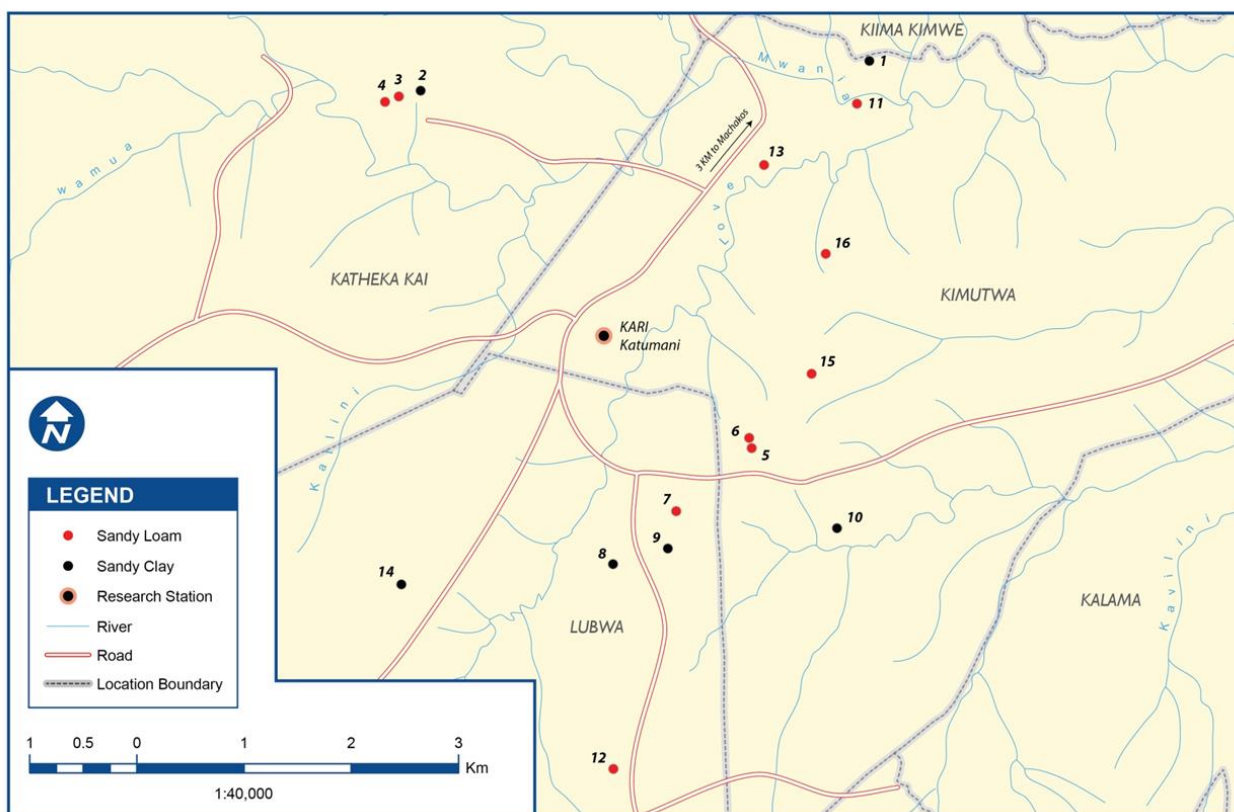 KIIMA KIMWE
1
2
3
4
Mwania
11
3 KM to Machakos
13
wamua
Love
16
KATHEKA KAI
KIMUTWA
KARI
Katumani
15
6
5
Kaitini
7
10
9
8
14
LUBWA
KALAMA
Kavilini
12
N
LEGEND
Sandy Loam
Sandy Clay
Research Station
River
Road
Location Boundary
1 0.5 0 1 2 3 Km
1:40,000